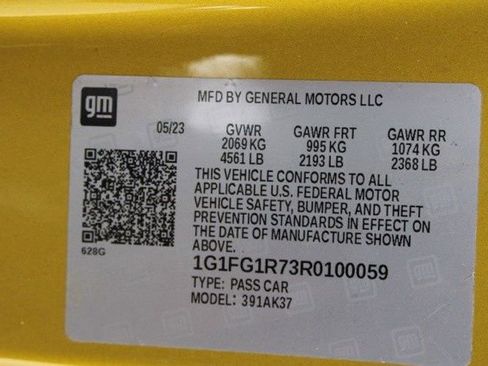 gm
MFD BY GENERAL MOTORS LLC
05/23 GVWR GAWR FRT GAWR RR
2069 KG 995 KG 1074 KG
4561 LB 2193 LB 2368 LB
THIS VEHICLE CONFORMS TO ALL
APPLICABLE U.S. FEDERAL MOTOR
VEHICLE SAFETY, BUMPER, AND THEFT
PREVENTION STANDARDS IN EFFECT ON
THE DATE OF MANUFACTURE SHOWN
ABOVE.
628G
1G1FG1R73R0100059
TYPE: PASS CAR
MODEL: 391AK37